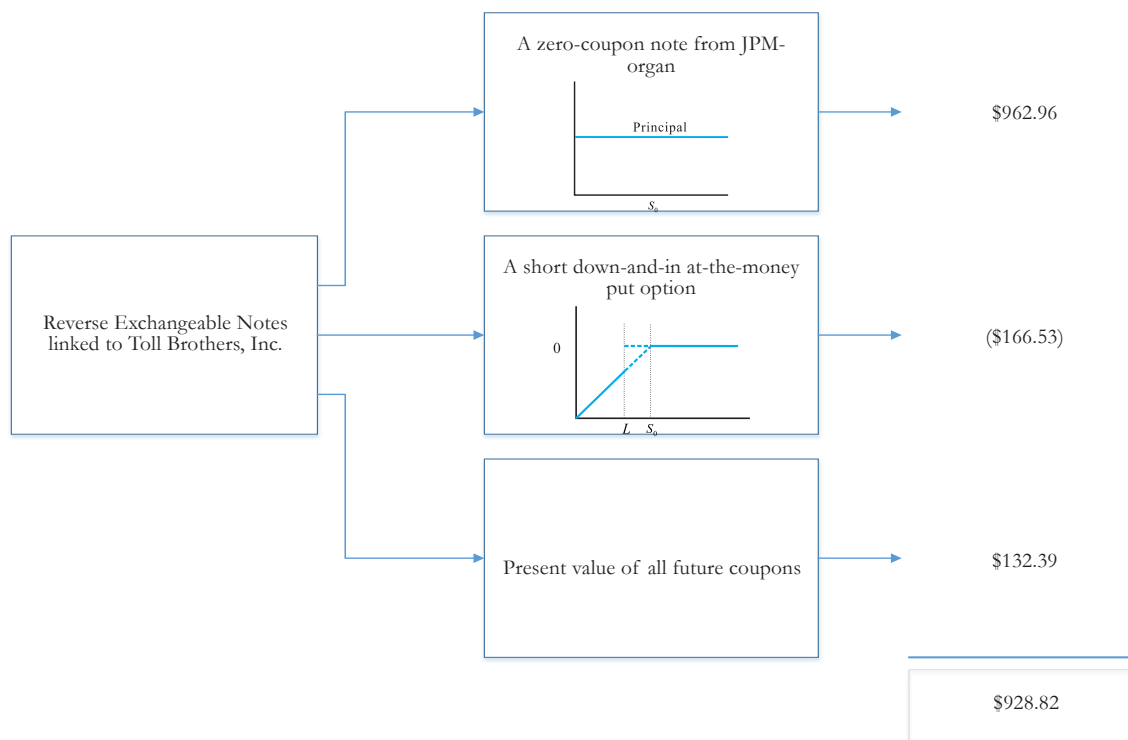 A zero-coupon note from JPM-
organ
Principal
S₀
$962.96
Reverse Exchangeable Notes
linked to Toll Brothers, Inc.
A short down-and-in at-the-money
put option
0
L S₀
($166.53)
Present value of all future coupons
$132.39
$928.82